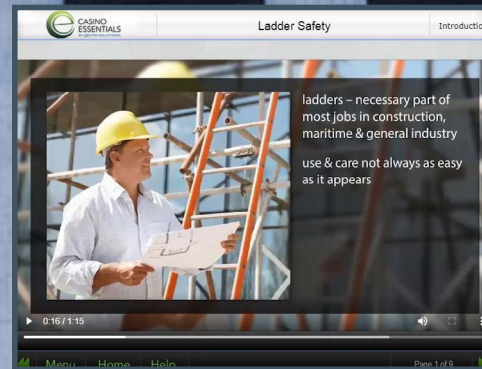 CASINO
ESSENTIALS
Ladder Safety
Introductio
ladders – necessary part of
most jobs in construction,
maritime & general industry
use & care not always as easy
as it appears
0:16 / 1:15
Menu Home Help
Page 1 of 9